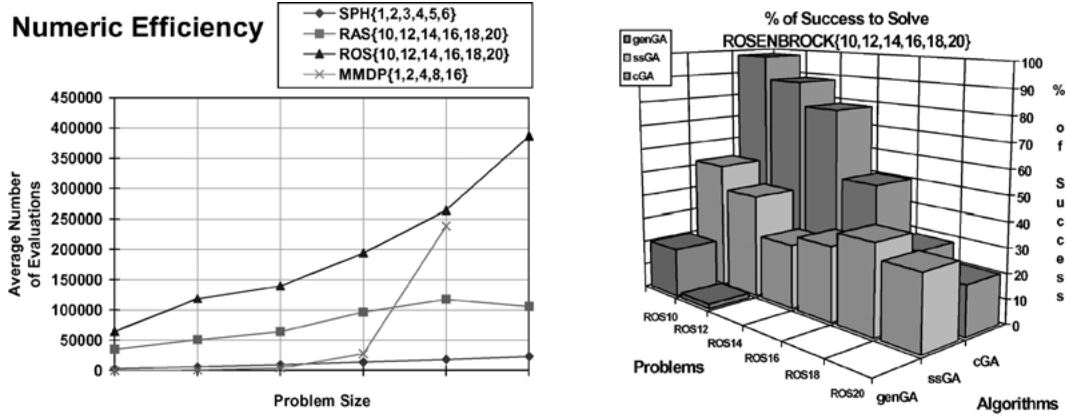 Numeric Efficiency
SPH{1,2,3,4,5,6}
RAS{10,12,14,16,18,20}
ROS{10,12,14,16,18,20}
MMDP{1,2,4,8,16}
450000
400000
350000
300000
250000
200000
150000
100000
50000
0
Average Number
of Evaluations
Problem Size
% of Success to Solve
ROSENBROCK{10,12,14,16,18,20}
genGA
ssGA
cGA
100
90
80
70
60
50
40
30
20
10
0
% of Success
ROS10
ROS12
ROS14
ROS16
ROS18
ROS20
Problems
genGA
ssGA
cGA
Algorithms